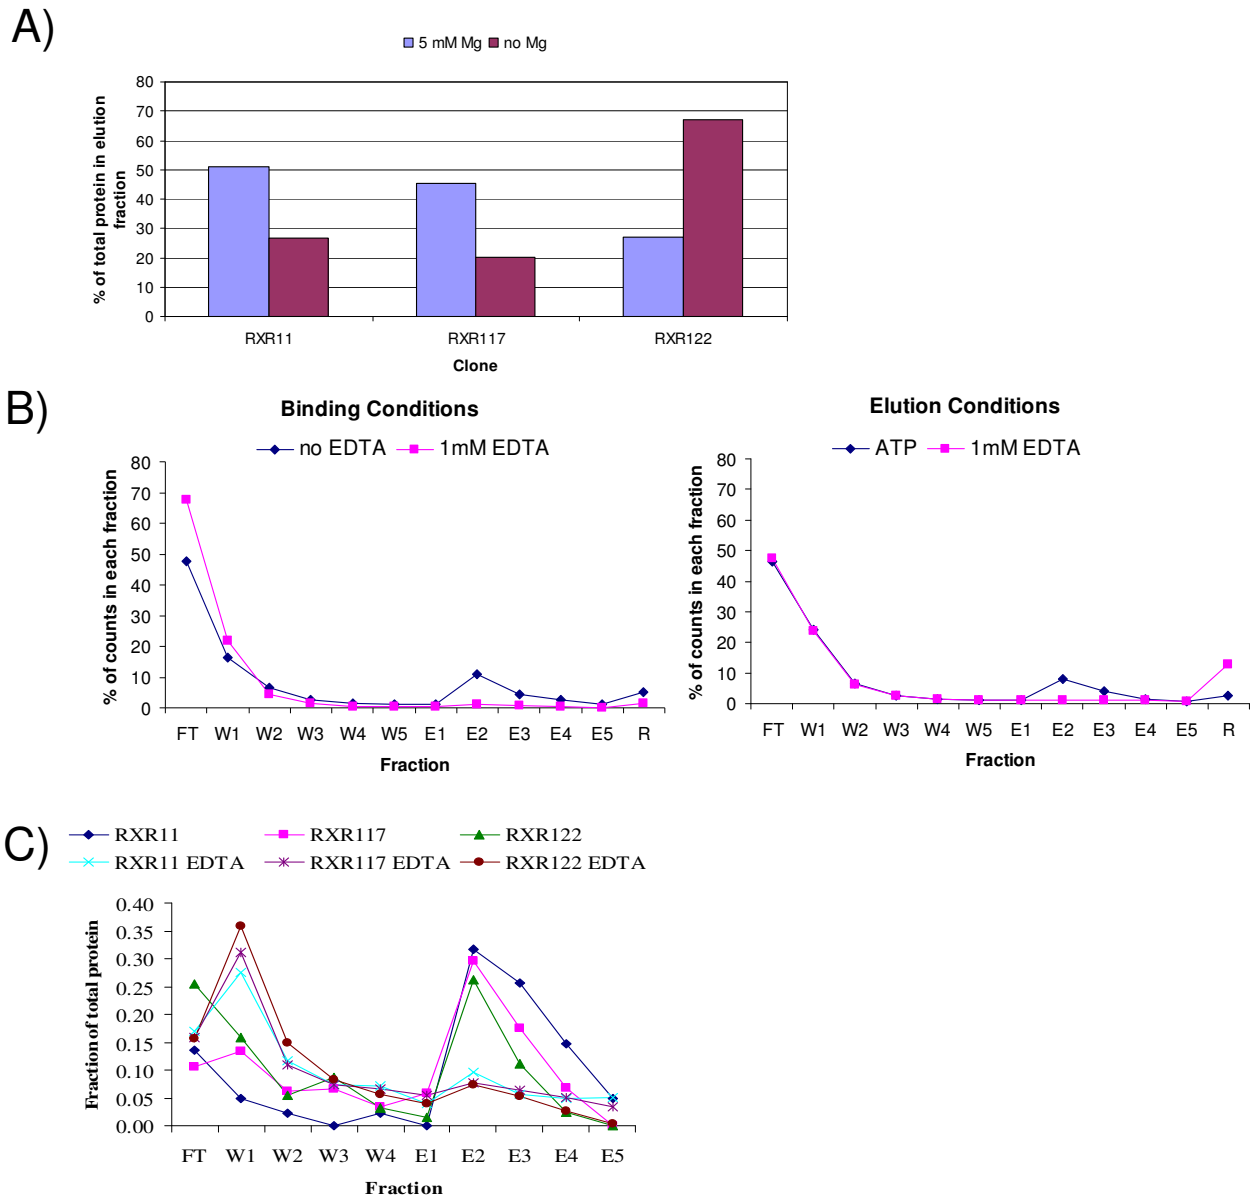 A)
5 mM Mg no Mg
% of total protein in elution
fraction
80
70
60
50
40
30
20
10
0
RXR11 RXR117 RXR122
Clone
B)
Binding Conditions
no EDTA 1mM EDTA
% of counts in each fraction
80
70
60
50
40
30
20
10
0
FT W1 W2 W3 W4 W5 E1 E2 E3 E4 E5 R
Fraction
Elution Conditions
ATP 1mM EDTA
% of counts in each fraction
80
70
60
50
40
30
20
10
0
FT W1 W2 W3 W4 W5 E1 E2 E3 E4 E5 R
Fraction
C)
RXR11 RXR117 RXR122
RXR11 EDTA RXR117 EDTA RXR122 EDTA
Fraction of total protein
0.40
0.35
0.30
0.25
0.20
0.15
0.10
0.05
0.00
FT W1 W2 W3 W4 E1 E2 E3 E4 E5
Fraction